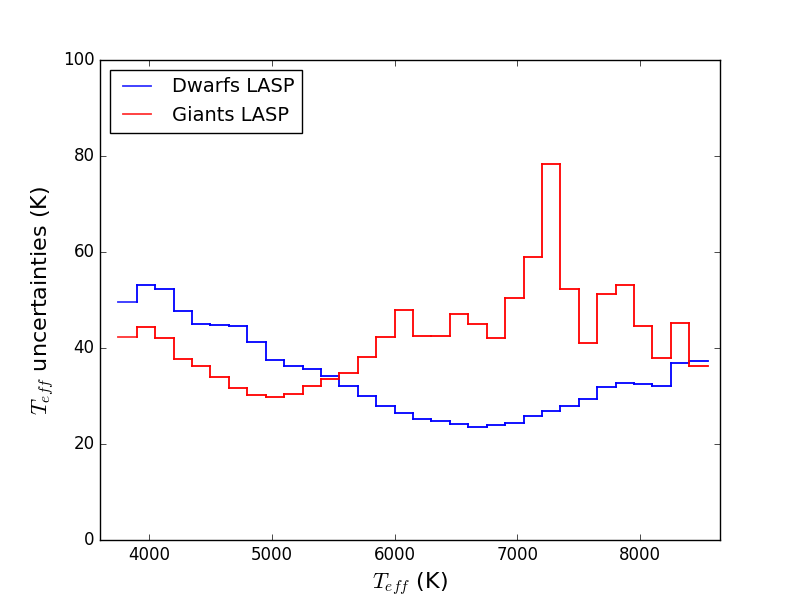 100
80
60
40
20
0
4000 5000 6000 7000 8000
Dwarfs LASP
Giants LASP
T_eff uncertainties (K)
T_eff (K)